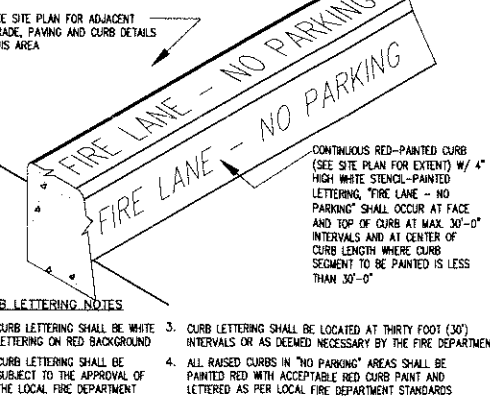 SITE PLAN FOR ADJACENT
PAVING AND CURB DETAILS
AREA
FIRE LANE - NO PARKING
FIRE LANE - NO PARKING
CONTINUOUS RED-PAINTED CURB
(SEE SITE PLAN FOR EXTENT) W/ 4"
HIGH WHITE STENCIL-PAINTED
LETTERING, "FIRE LANE - NO
PARKING" SHALL OCCUR AT FACE
AND TOP OF CURB AT MAX. 30'-0"
INTERVALS AND AT CENTER OF
CURB LENGTH WHERE CURB
SEGMENT TO BE PAINTED IS LESS
THAN 30'-0"
LETTERING NOTES
CURB LETTERING SHALL BE WHITE
LETTERING ON RED BACKGROUND
CURB LETTERING SHALL BE
SUBJECT TO THE APPROVAL OF
THE LOCAL FIRE DEPARTMENT
3. CURB LETTERING SHALL BE LOCATED AT THIRTY FOOT (30')
INTERVALS OR AS DEEMED NECESSARY BY THE FIRE DEPARTMEN
4. ALL RAISED CURBS IN "NO PARKING" AREAS SHALL BE
PAINTED RED WITH ACCEPTABLE RED CURB PAINT AND
LETTERED AS PER LOCAL FIRE DEPARTMENT STANDARDS